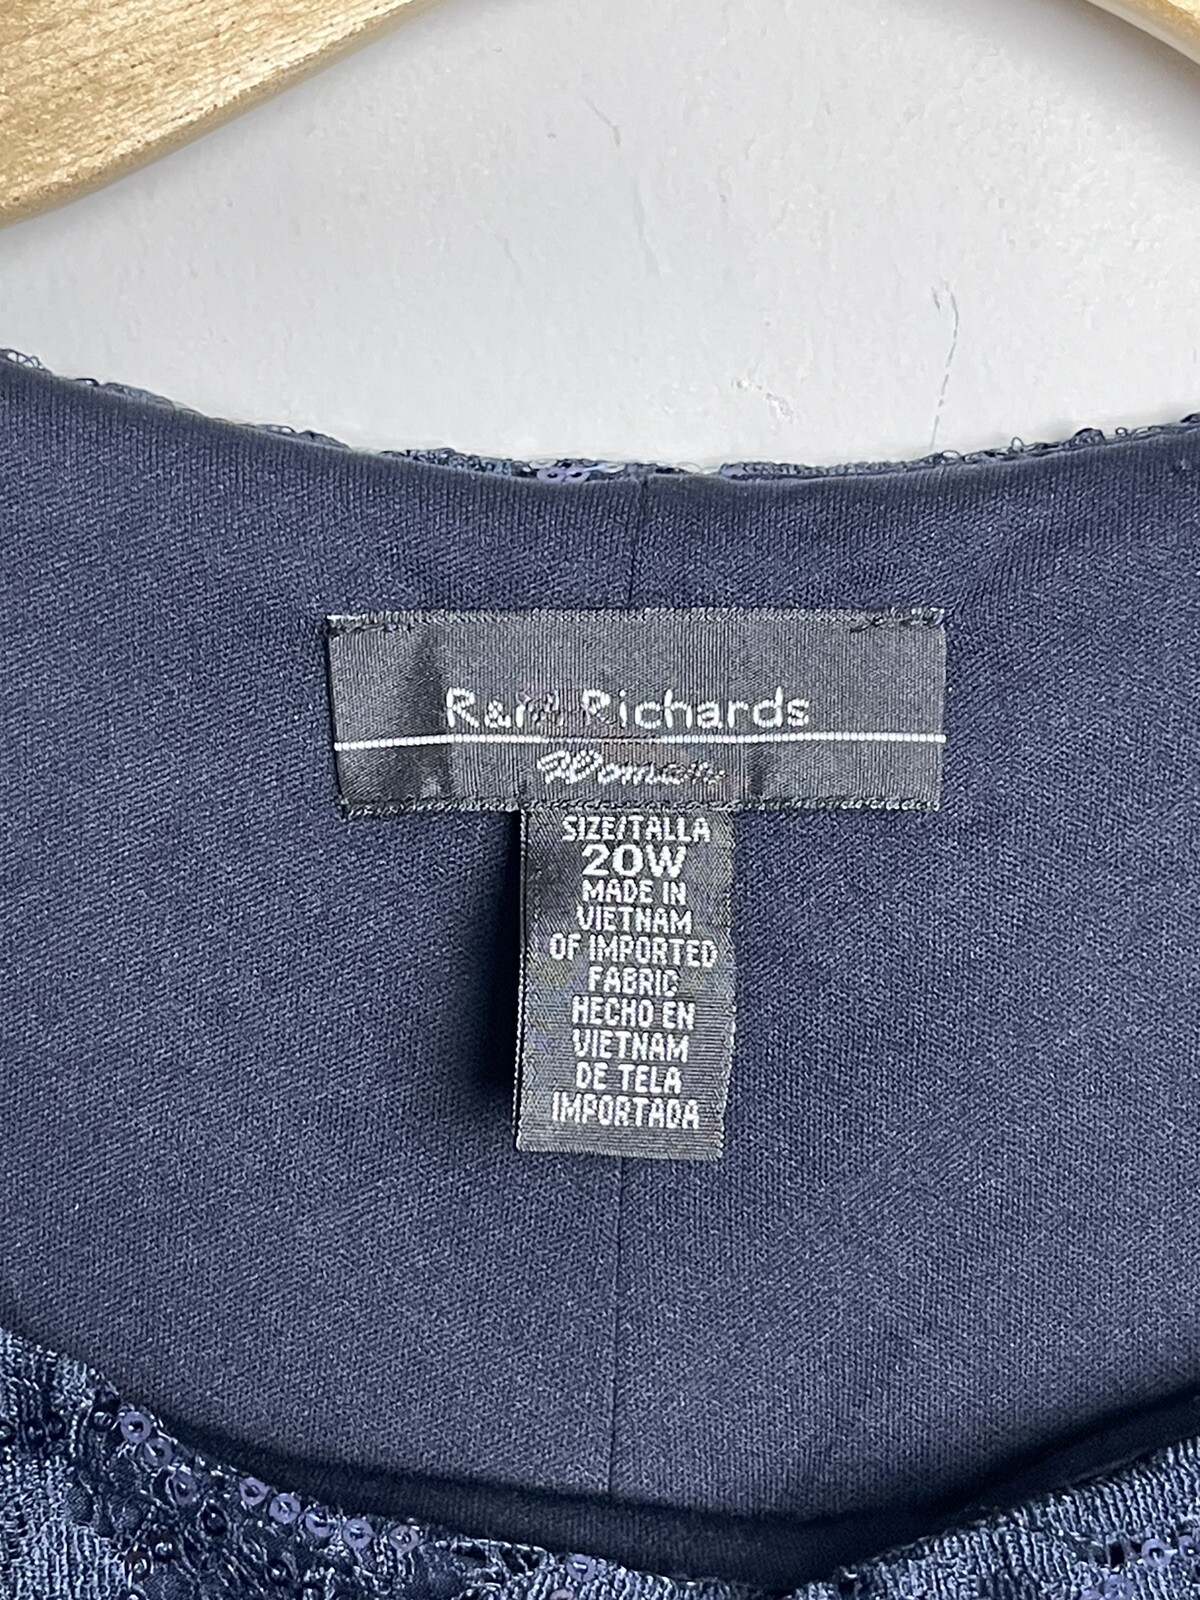 R&M Richards
Woman
SIZE/TALLA
20W
MADE IN
VIETNAM
OF IMPORTED
FABRIC
HECHO EN
VIETNAM
DE TELA
IMPORTADA